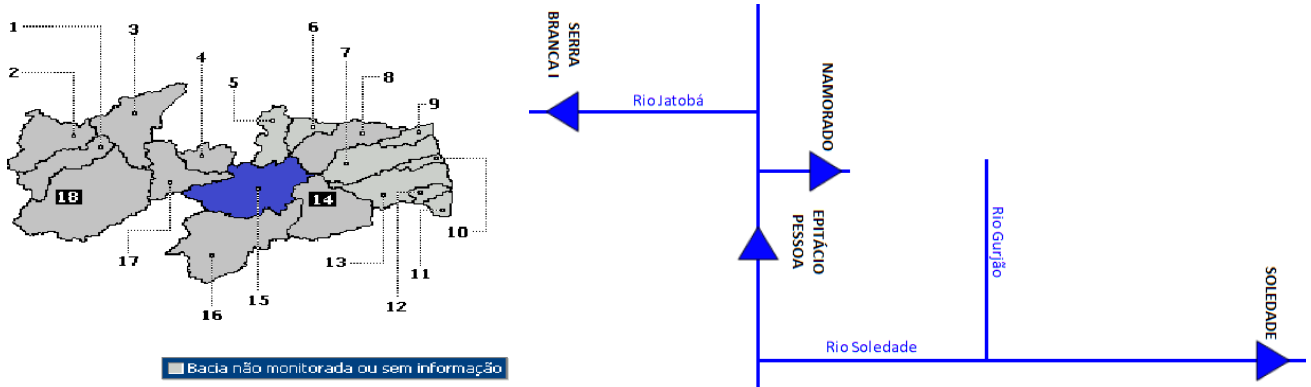 1
2
3
4
5
6
7
8
9
10
11
12
13
14
15
16
17
18
Bacia não monitorada ou sem informação
SERRA
BRANCA I
Rio Jatobá
NAMORADO
EPITÁCIO
PESSOA
Rio Gurjão
Rio Soledade
SOLEDADE